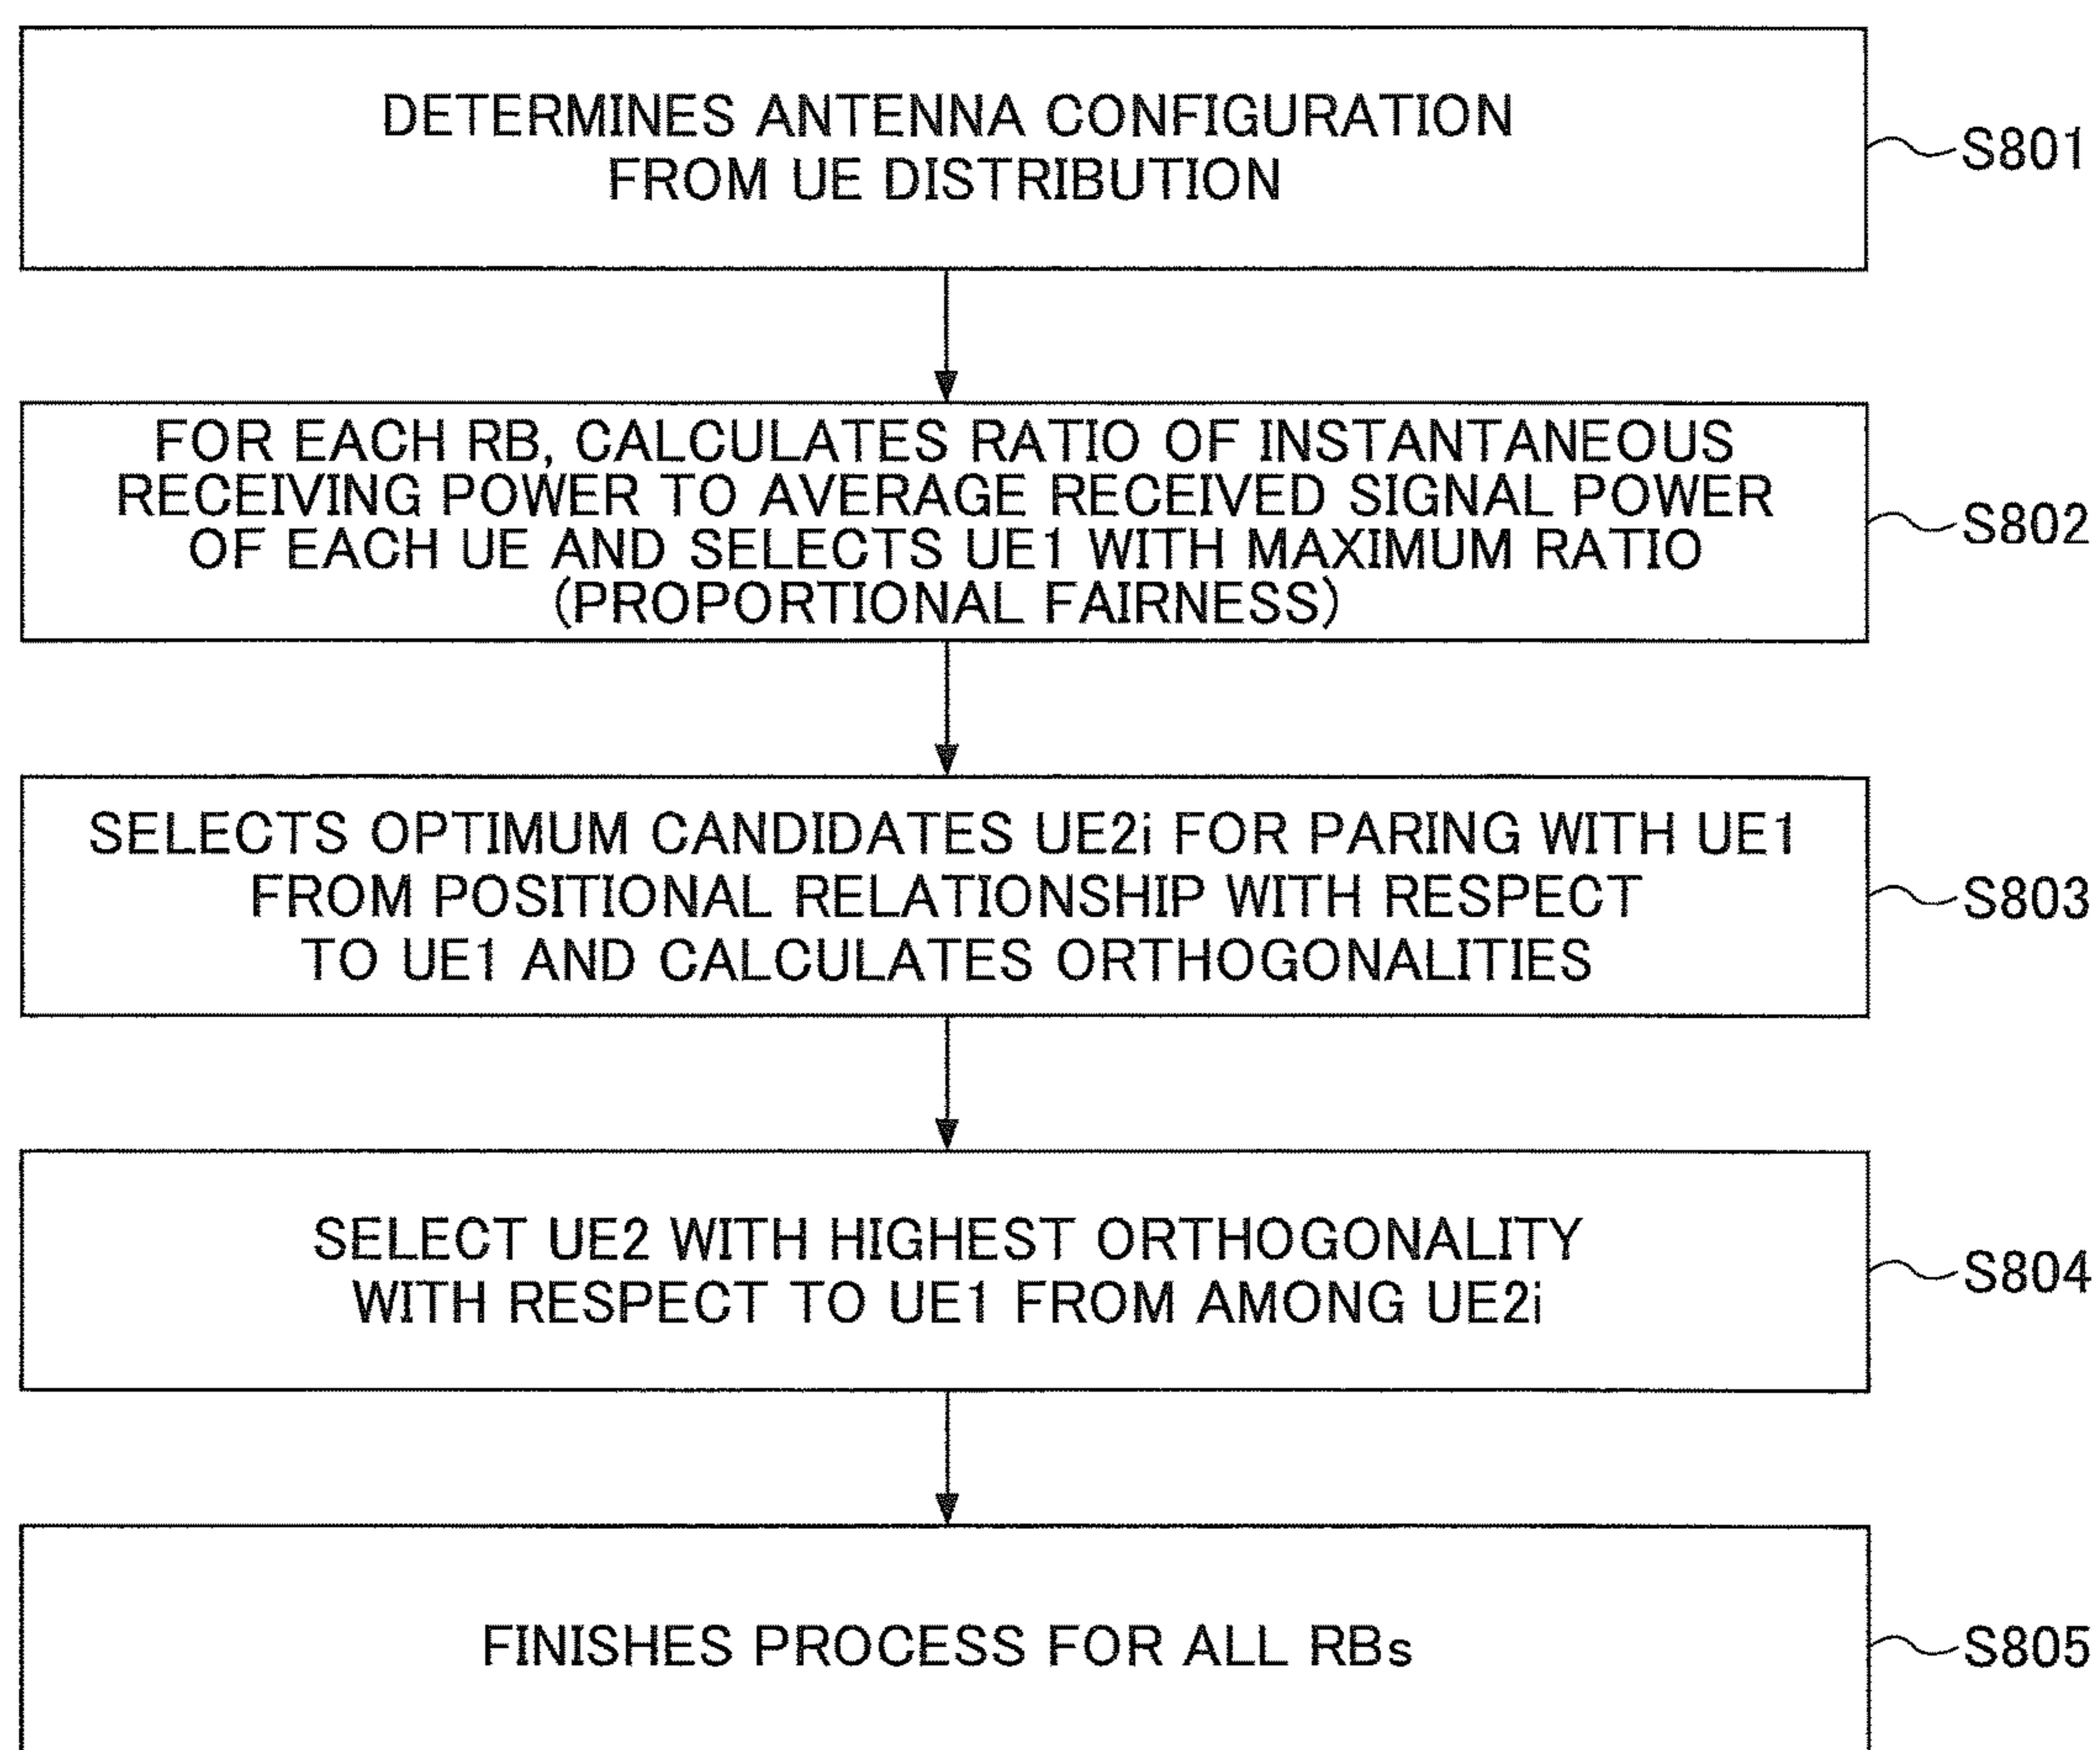 DETERMINES ANTENNA CONFIGURATION
FROM UE DISTRIBUTION
S801
FOR EACH RB, CALCULATES RATIO OF INSTANTANEOUS
RECEIVING POWER TO AVERAGE RECEIVED SIGNAL POWER
OF EACH UE AND SELECTS UE1 WITH MAXIMUM RATIO
(PROPORTIONAL FAIRNESS)
S802
SELECTS OPTIMUM CANDIDATES UE2i FOR PARING WITH UE1
FROM POSITIONAL RELATIONSHIP WITH RESPECT
TO UE1 AND CALCULATES ORTHOGONALITIES
S803
SELECT UE2 WITH HIGHEST ORTHOGONALITY
WITH RESPECT TO UE1 FROM AMONG UE2i
S804
FINISHES PROCESS FOR ALL RBs
S805